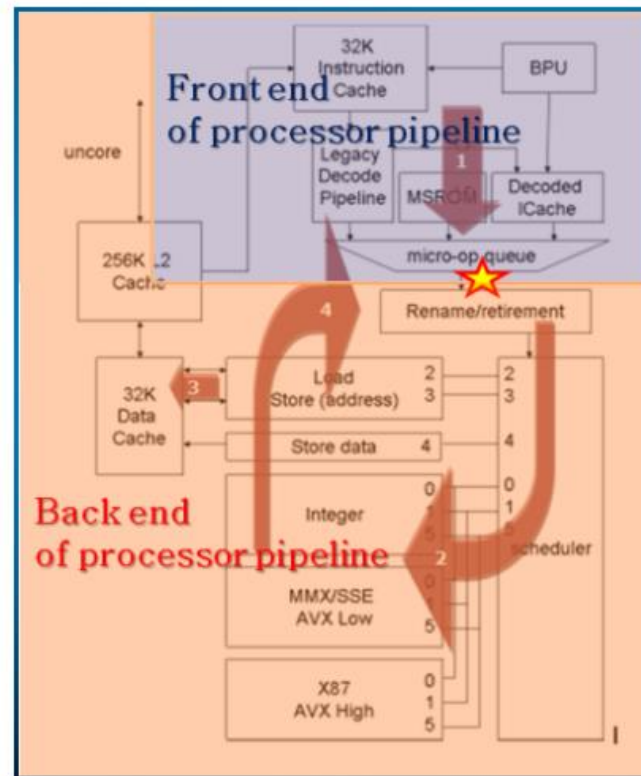 32K
Instruction
Cache
BPU
Front end
of processor pipeline
uncore
Legacy
Decode
Pipeline
1
MSROM
Decoded
ICache
256K L2
Cache
micro-op queue
4
Rename/retirement
32K
Data
Cache
3
Load
Store (address)
2
3
2
3
Store data
4
4
Back end
of processor pipeline
Integer
0
1
5
0
1
5
scheduler
2
MMX/SSE
AVX Low
0
1
5
X87
AVX High
0
1
5